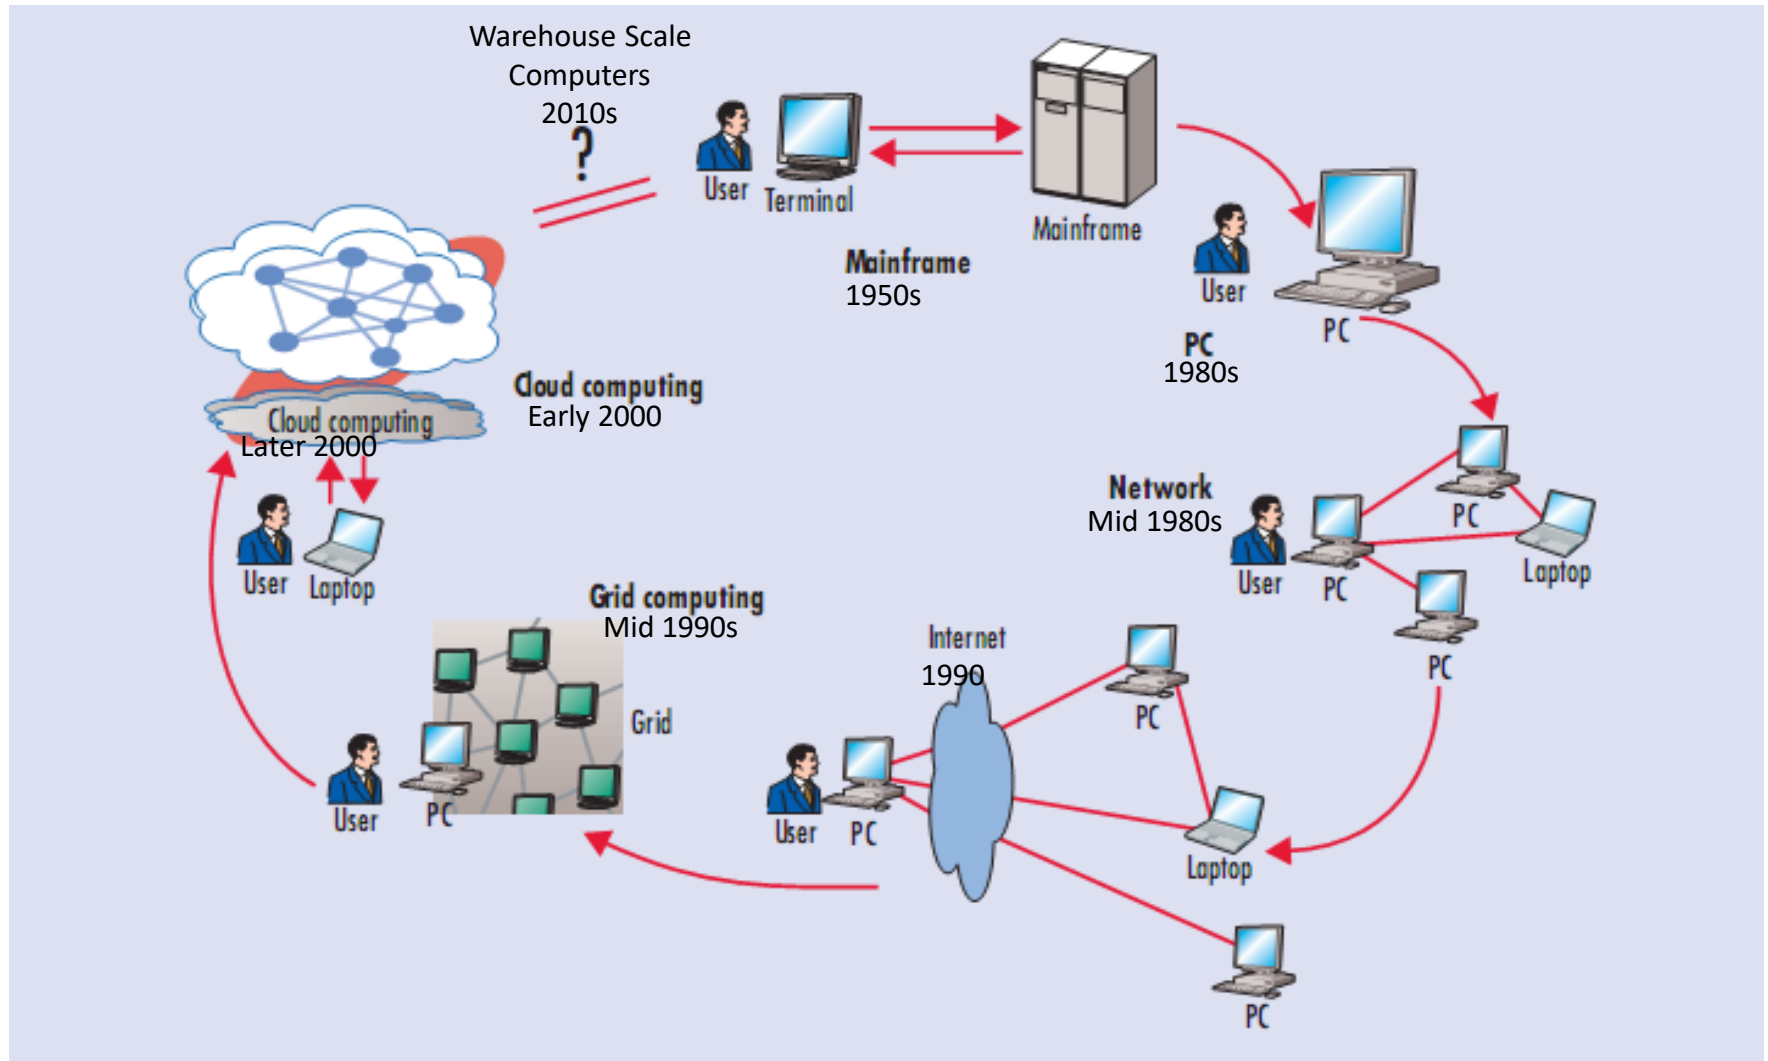 Warehouse Scale
Computers
2010s
?
User
Terminal
Mainframe
Mainframe
1950s
User
PC
PC
1980s
Network
Mid 1980s
User
PC
PC
Laptop
PC
Internet
1990
User
PC
PC
Laptop
PC
Grid computing
Mid 1990s
Grid
User
PC
Cloud computing
Early 2000
Cloud computing
Later 2000
User
Laptop